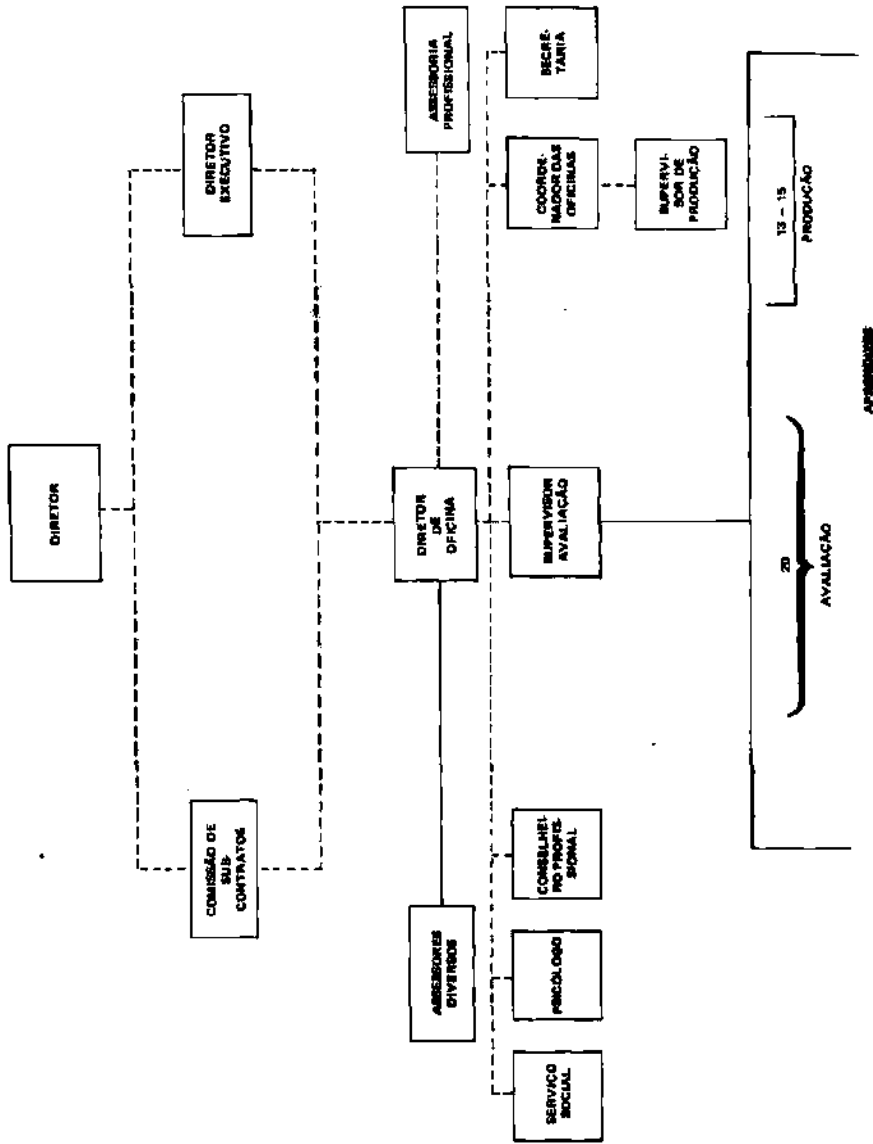 DIRETOR
COMISSÃO DE
SUB-
CONTRATOS
DIRETOR
EXECUTIVO
ASSESSORES
DIVERSOS
DIRETOR
DE
OFICINA
ASSESSORIA
PROFISSIONAL
SERVIÇO
SOCIAL
PSICÓLOGO
CONSELHEI-
RO PROFIS-
SIONAL
SUPERVISOR
AVALIAÇÃO
COORDE-
NADOR DAS
OFICINAS
SECRE-
TÁRIA
SUPERVI-
SOR DE
PRODUÇÃO
20
AVALIAÇÃO
13 – 15
PRODUÇÃO